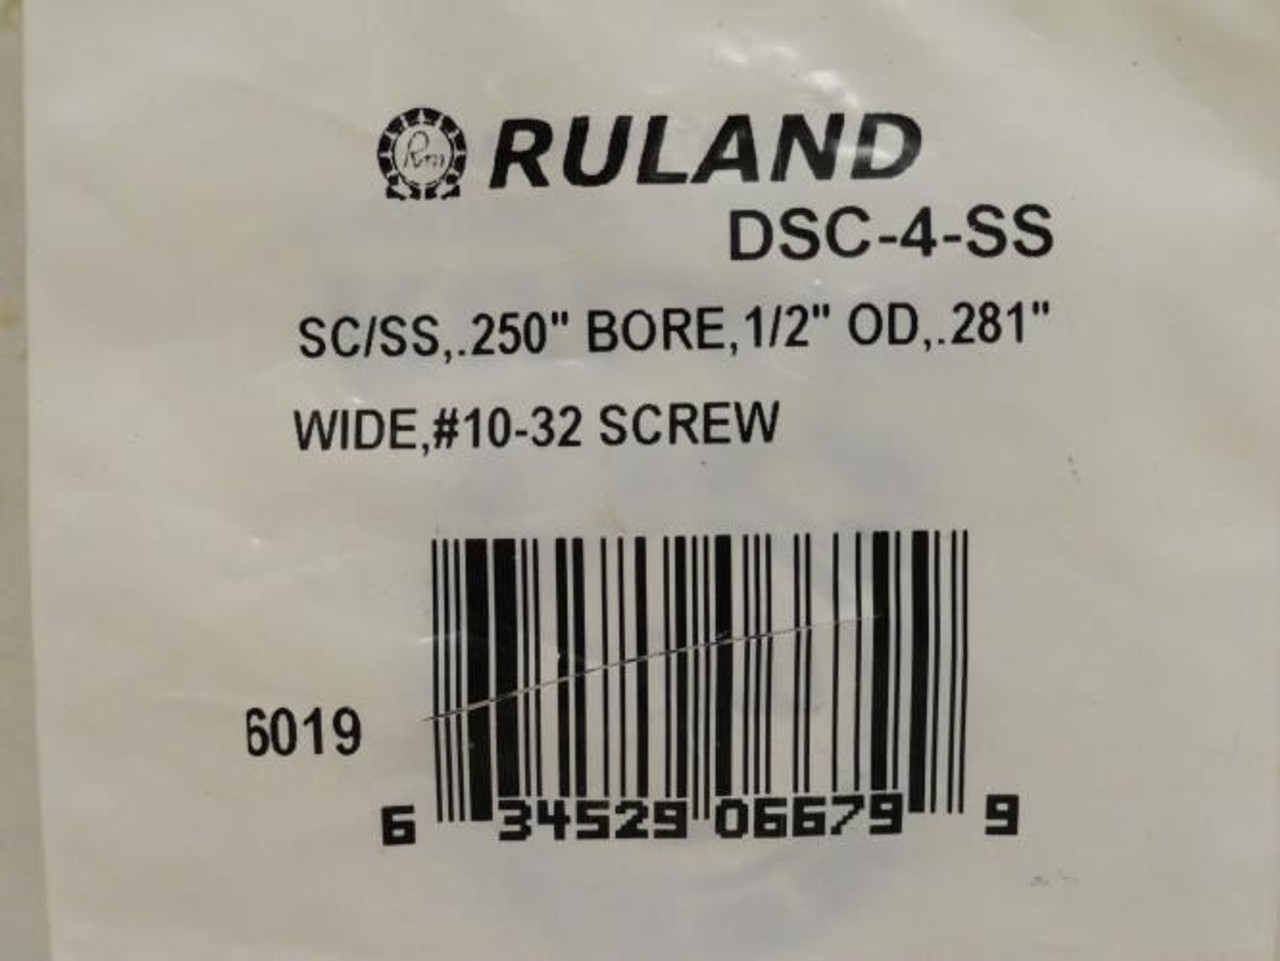 RULAND
DSC-4-SS
SC/SS,.250" BORE,1/2" OD,.281"
WIDE,#10-32 SCREW
6019
6 34529 06679 9